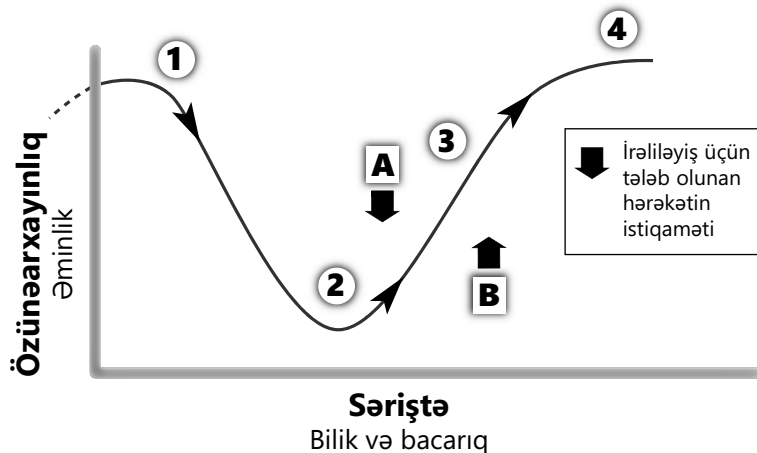 1
2
3
4
A
B
İrəliləyiş üçün
tələb olunan
hərəkətin
istiqaməti
Özünəarxayınlıq
Əminlik
Səriştə
Bilik və bacarıq